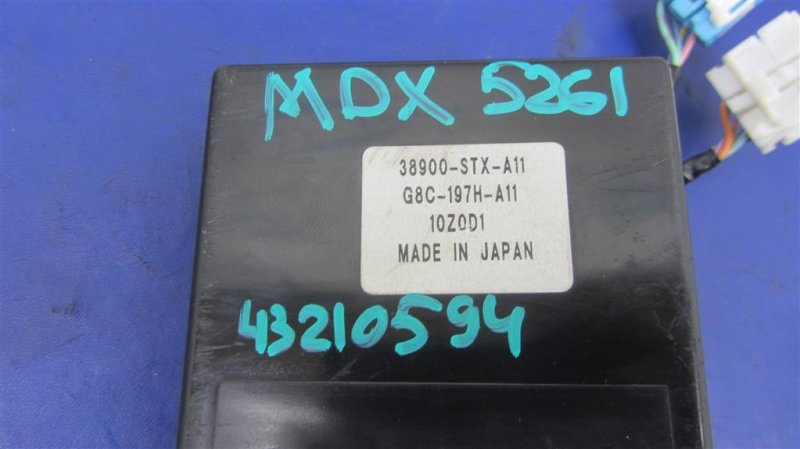 MDX 5261
38900-STX-A11
G8C-197H-A11
10Z0D1
MADE IN JAPAN
43210594